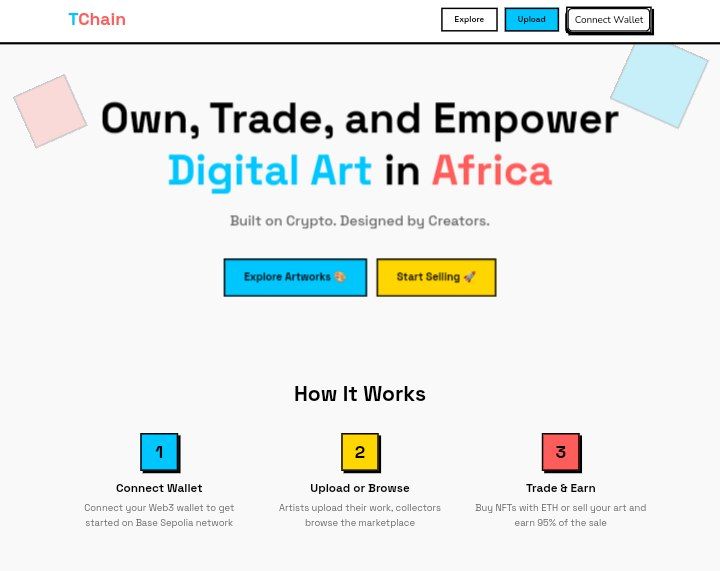 TChain
Explore
Upload
Connect Wallet
Own, Trade, and Empower
Digital Art in Africa
Built on Crypto. Designed by Creators.
Explore Artworks 🎨
Start Selling 🚀
How It Works
1
2
3
Connect Wallet
Upload or Browse
Trade & Earn
Connect your Web3 wallet to get
started on Base Sepolia network
Artists upload their work, collectors
browse the marketplace
Buy NFTs with ETH or sell your art and
earn 95% of the sale